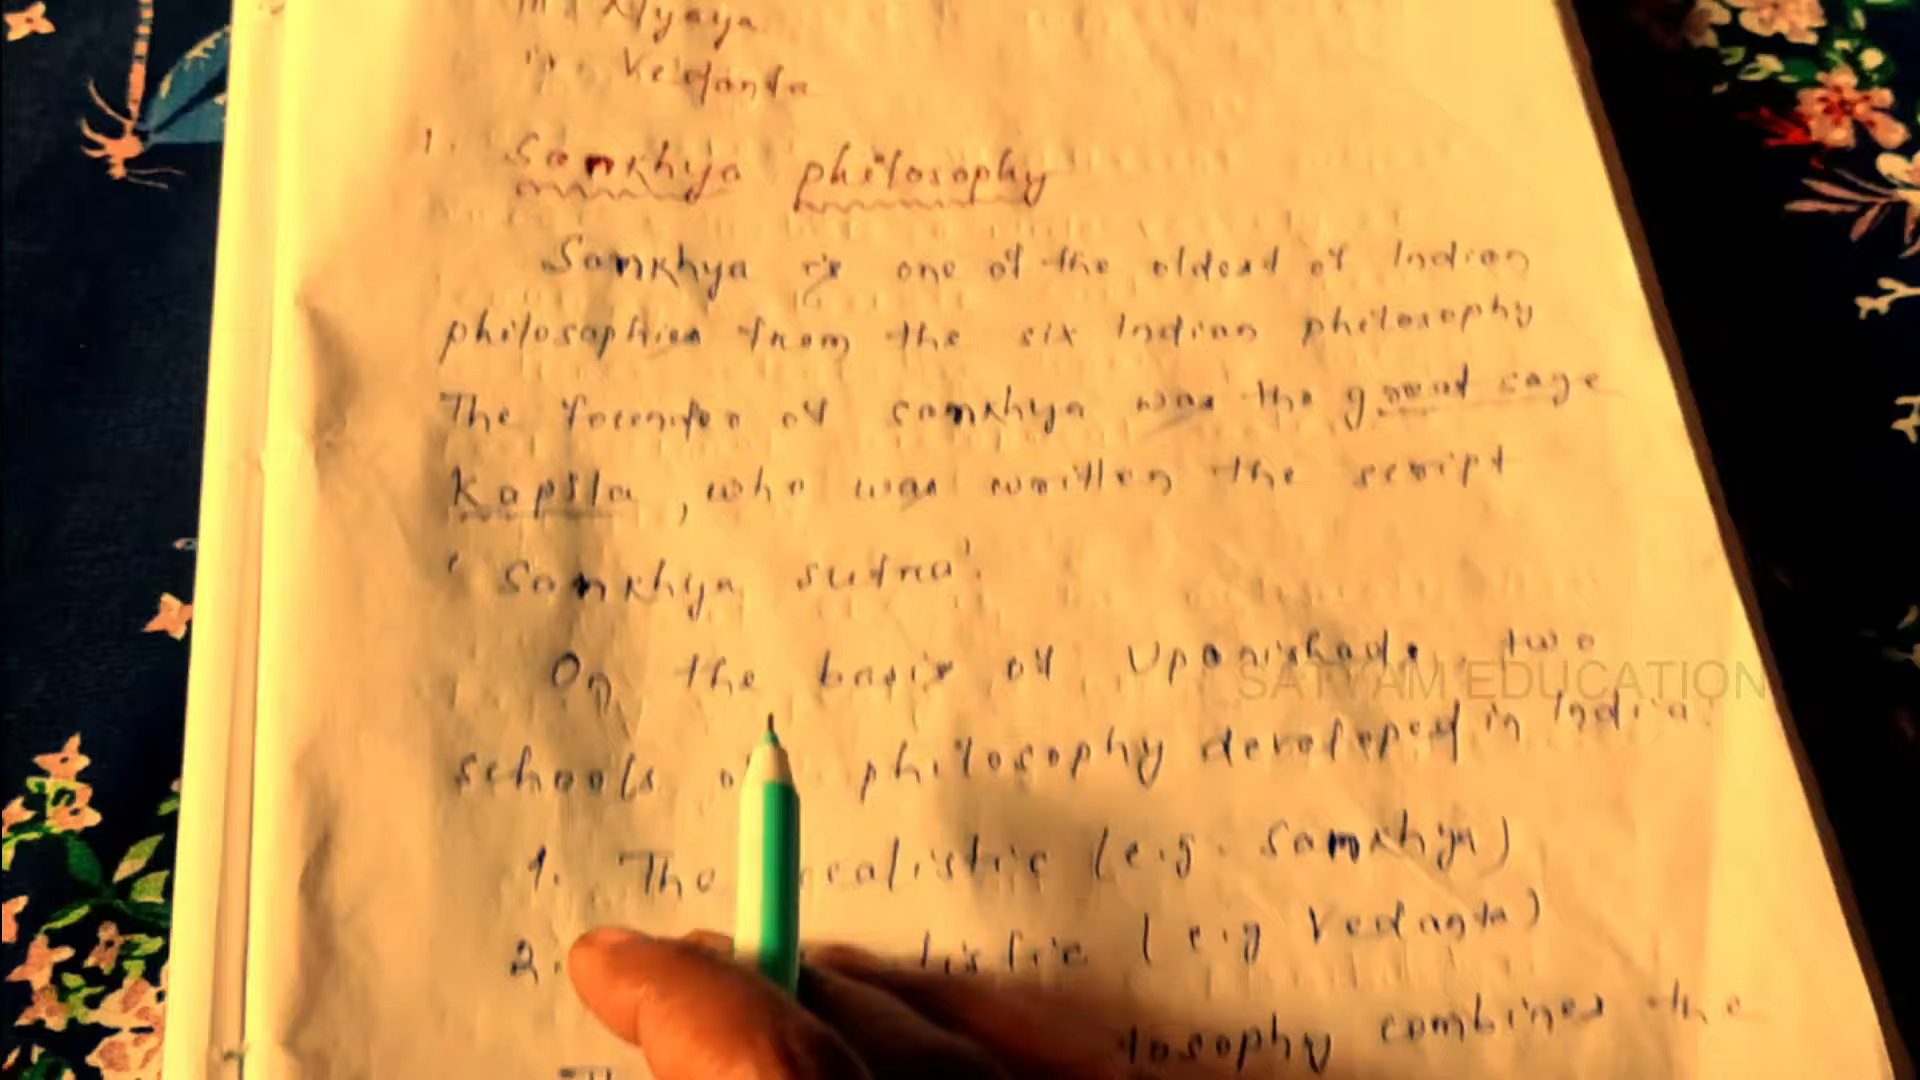 Nyaya
Vedanta
1. Samkhya philosophy
Samkhya is one of the oldest of Indian
philosophies from the six Indian philosophy
The founder of samkhya was the great sage
Kapila, who was written the script
'Samkhya sutra'.
On the basis of Upanishads, two
SATYAM EDUCATION
schools of philosophy developed in India.
1. The realistic (e.g. Samkhya)
2. listic (e.g Vedanta)
losophy combines the